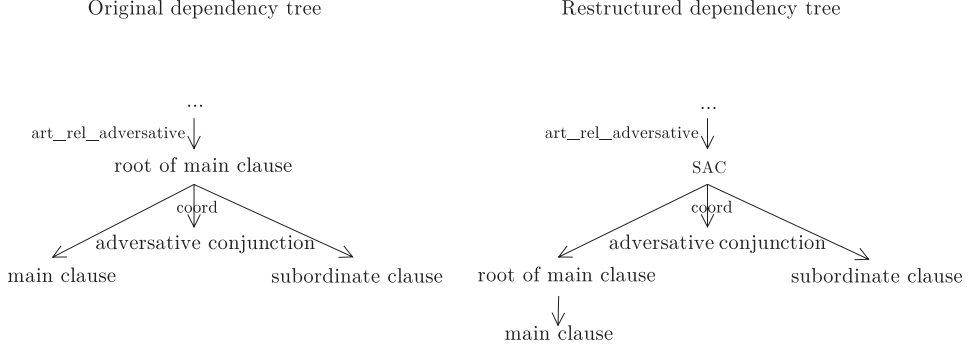 Original dependency tree
Restructured dependency tree
...
...
art_rel_adversative
art_rel_adversative
root of main clause
SAC
coord
coord
adversative conjunction
adversative conjunction
main clause
subordinate clause
root of main clause
subordinate clause
main clause